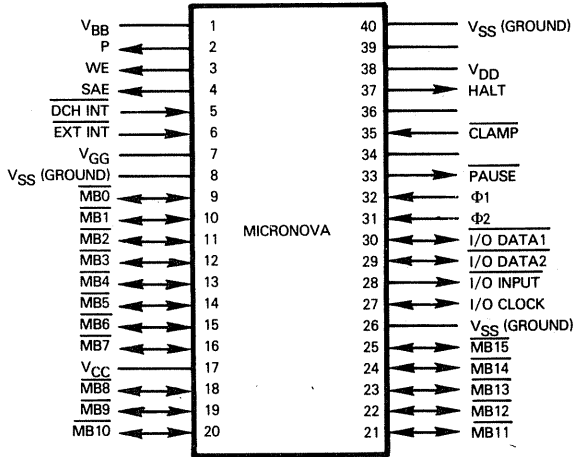 VBB 1 40 VSS (GROUND)
P 2 39
WE 3 38 VDD
SAE 4 37 HALT
DCH INT 5 36
EXT INT 6 35 CLAMP
VGG 7 34
VSS (GROUND) 8 33 PAUSE
MB0 9 32 Φ1
MB1 10 31 Φ2
MB2 11 MICRONOVA 30 I/O DATA1
MB3 12 29 I/O DATA2
MB4 13 28 I/O INPUT
MB5 14 27 I/O CLOCK
MB6 15 26 VSS (GROUND)
MB7 16 25 MB15
VCC 17 24 MB14
MB8 18 23 MB13
MB9 19 22 MB12
MB10 20 21 MB11